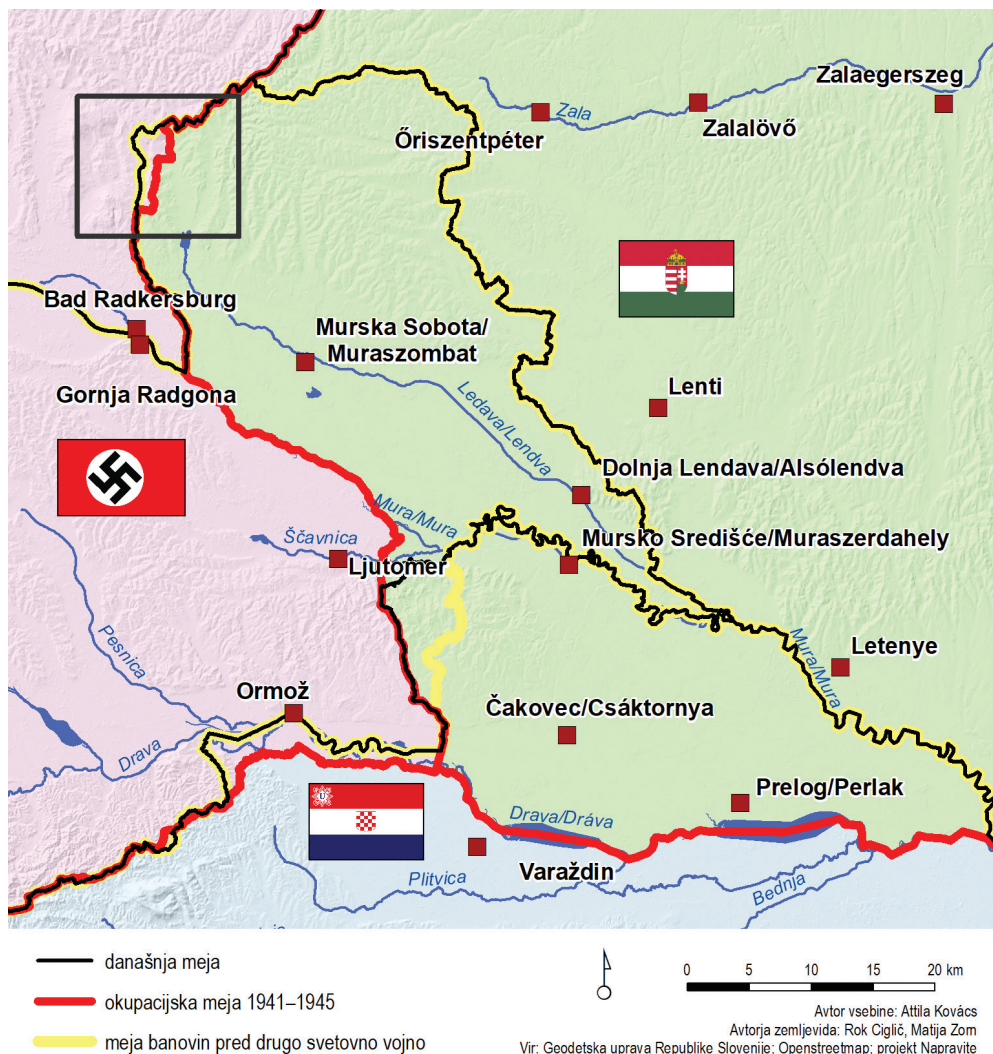 Zalaegerszeg
Zala
Zalalövő
Őriszentpéter
Bad Radkersburg
Murska Sobota/
Muraszombat
Gornja Radgona
Lenti
Ledava/Lendva
Dolnja Lendava/Alsólendva
Mura/Mura
Ščavnica
Ljutomer
Mursko Središće/Muraszerdahely
Pesnica
Mura/Mura
Letenye
Ormož
Čakovec/Csáktornya
Drava
Prelog/Perlak
Drava/Dráva
Varaždin
Plitvica
Bednja
današnja meja
okupacijska meja 1941–1945
meja banovin pred drugo svetovno vojno
0 5 10 15 20 km
Avtor vsebine: Attila Kovács
Avtorja zemljevida: Rok Ciglič, Matija Zorn
Vir: Geodetska uprava Republike Slovenije; Openstreetmap; projekt Napravite